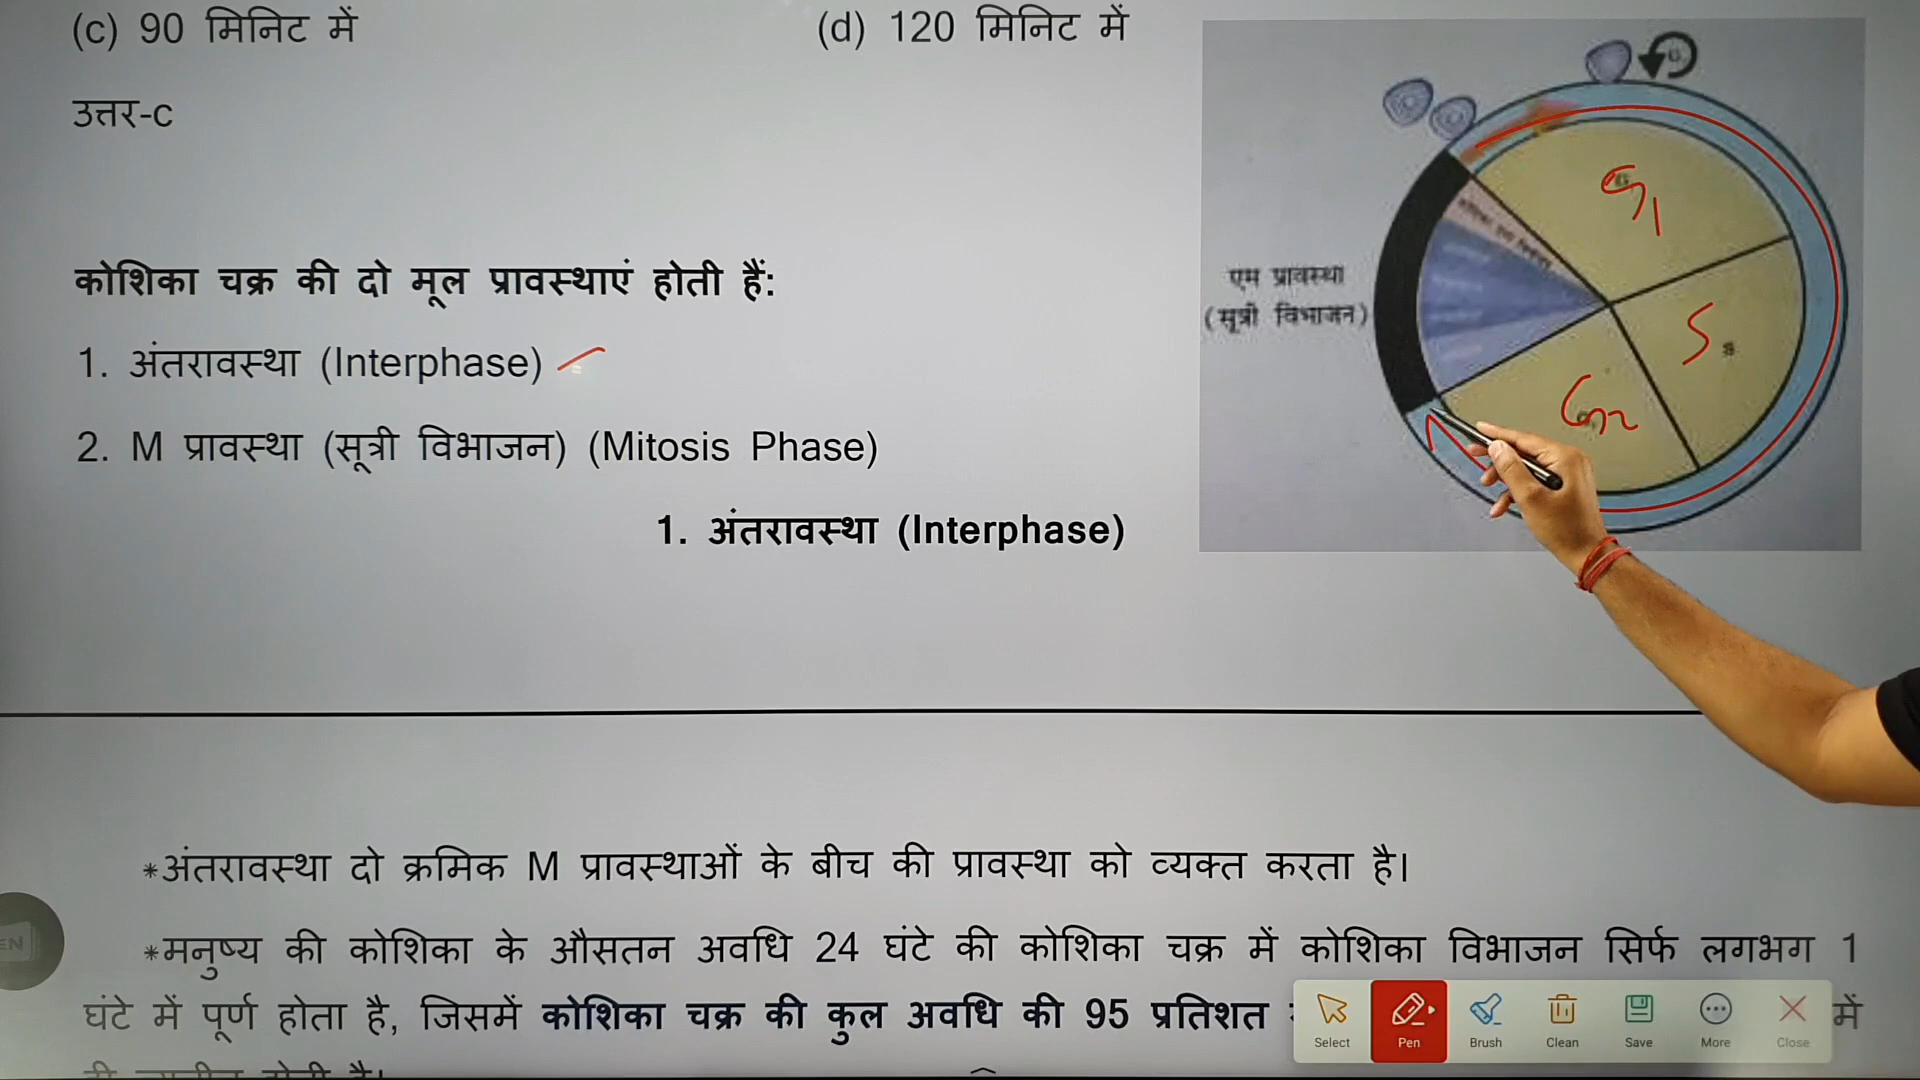 (c) 90 मिनिट में
(d) 120 मिनिट में
उत्तर-c
कोशिका चक्र की दो मूल प्रावस्थाएं होती हैं:
1. अंतरावस्था (Interphase)
2. M प्रावस्था (सूत्री विभाजन) (Mitosis Phase)
1. अंतरावस्था (Interphase)
एम प्रावस्था
(सूत्री विभाजन)
G1
S
s
G2
*अंतरावस्था दो क्रमिक M प्रावस्थाओं के बीच की प्रावस्था को व्यक्त करता है।
*मनुष्य की कोशिका के औसतन अवधि 24 घंटे की कोशिका चक्र में कोशिका विभाजन सिर्फ लगभग 1
घंटे में पूर्ण होता है, जिसमें कोशिका चक्र की कुल अवधि की 95 प्रतिशत
में
EN
Select Pen Brush Clean Save More Close